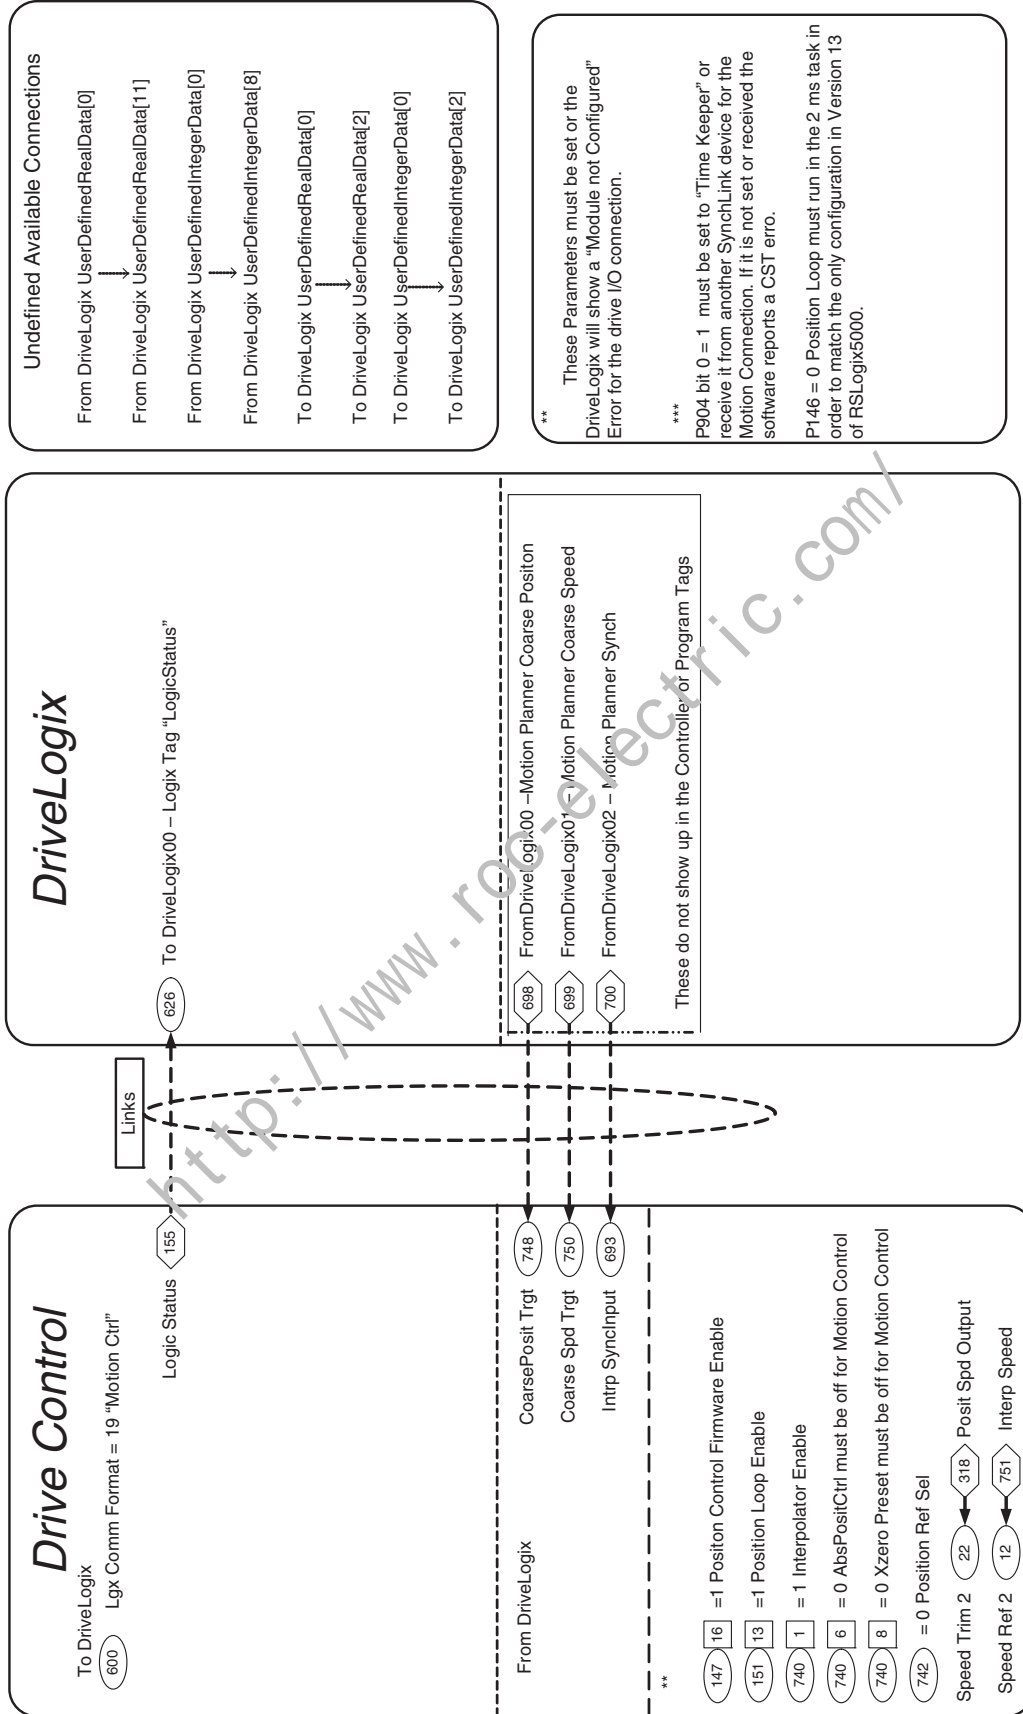 Drive Control
To DriveLogix
600 Lgx Comm Format = 19 “Motion Ctrl”
Logic Status 155
From DriveLogix
CoarsePosit Trgt 748
Coarse Spd Trgt 750
Intrp SyncInput 693
**
147 16 =1 Positon Control Firmware Enable
151 13 =1 Position Loop Enable
740 1 = 1 Interpolator Enable
740 6 = 0 AbsPositCtrl must be off for Motion Control
740 8 = 0 Xzero Preset must be off for Motion Control
742 = 0 Position Ref Sel
Speed Trim 2 22 318 Posit Spd Output
Speed Ref 2 12 751 Interp Speed
Links
DriveLogix
626 To DriveLogix00 – Logix Tag “LogicStatus”
698 FromDriveLogix00 –Motion Planner Coarse Positon
699 FromDriveLogix01 – Motion Planner Coarse Speed
700 FromDriveLogix02 – Motion Planner Synch
These do not show up in the Controller or Program Tags
Undefined Available Connections
From DriveLogix UserDefinedRealData[0]
From DriveLogix UserDefinedRealData[11]
From DriveLogix UserDefinedIntegerData[0]
From DriveLogix UserDefinedIntegerData[8]
To DriveLogix UserDefinedRealData[0]
To DriveLogix UserDefinedRealData[2]
To DriveLogix UserDefinedIntegerData[0]
To DriveLogix UserDefinedIntegerData[2]
**
These Parameters must be set or the
DriveLogix will show a “Module not Configured”
Error for the drive I/O connection.
***
P904 bit 0 = 1 must be set to “Time Keeper” or
receive it from another SynchLink device for the
Motion Connection. If it is not set or received the
software reports a CST erro.
P146 = 0 Position Loop must run in the 2 ms task in
order to match the only configuration in Version 13
of RSLogix5000.
http://www.roc-electric.com/